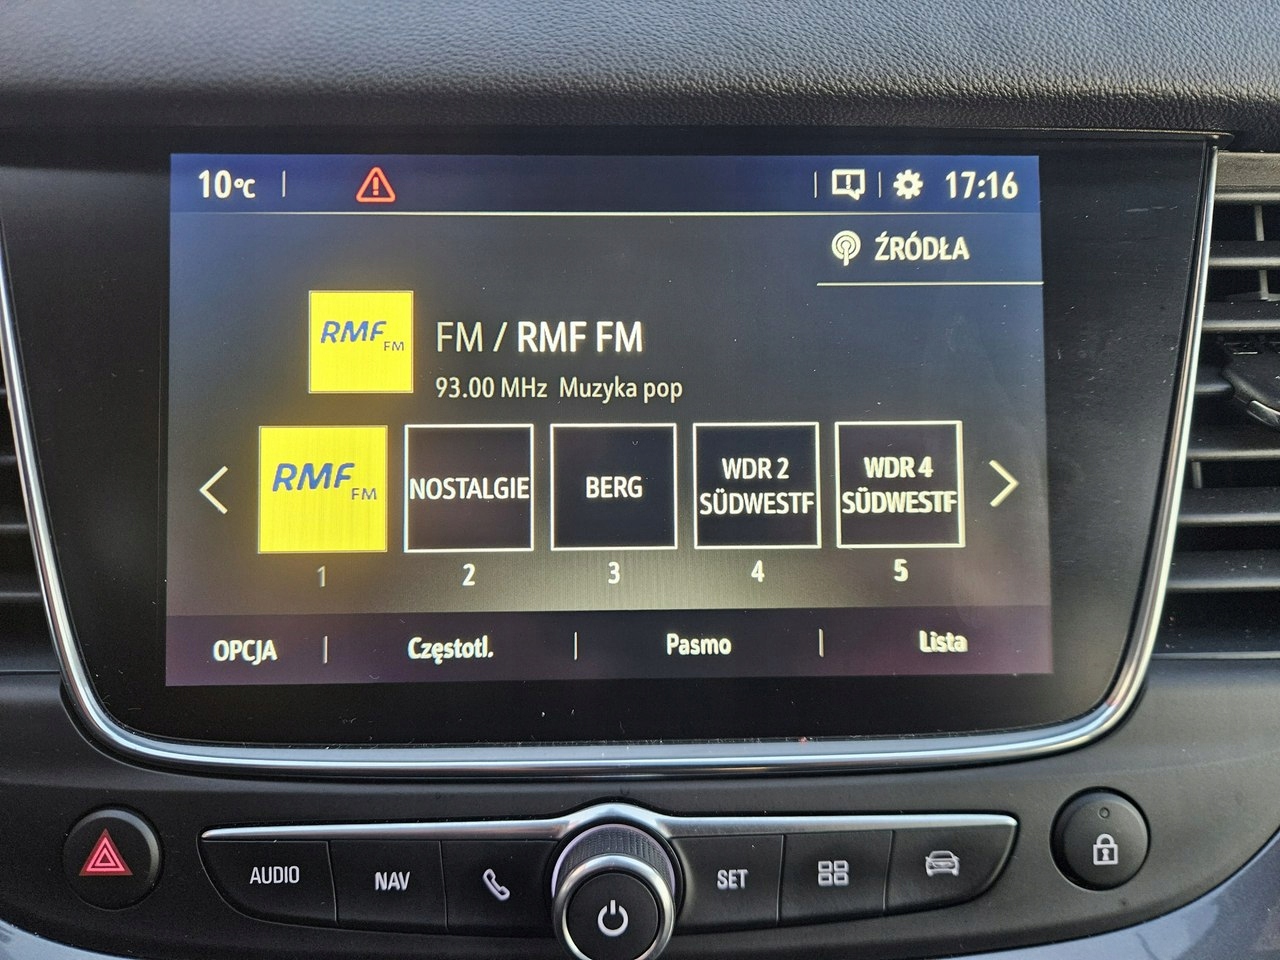 10°C
17:16
ŹRÓDŁA
RMF FM
FM / RMF FM
93.00 MHz Muzyka pop
RMF FM
NOSTALGIE
BERG
WDR 2
SÜDWESTF
WDR 4
SÜDWESTF
1 2 3 4 5
OPCJA | Częstotl. | Pasmo | Lista
AUDIO NAV SET